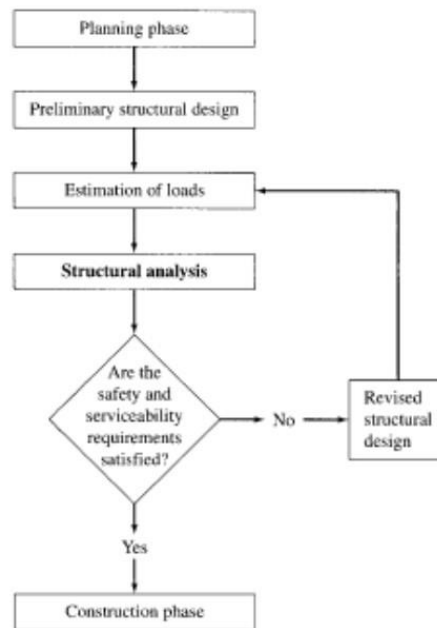 Planning phase
Preliminary structural design
Estimation of loads
Structural analysis
Are the
safety and
serviceability
requirements
satisfied?
No
Revised
structural
design
Yes
Construction phase